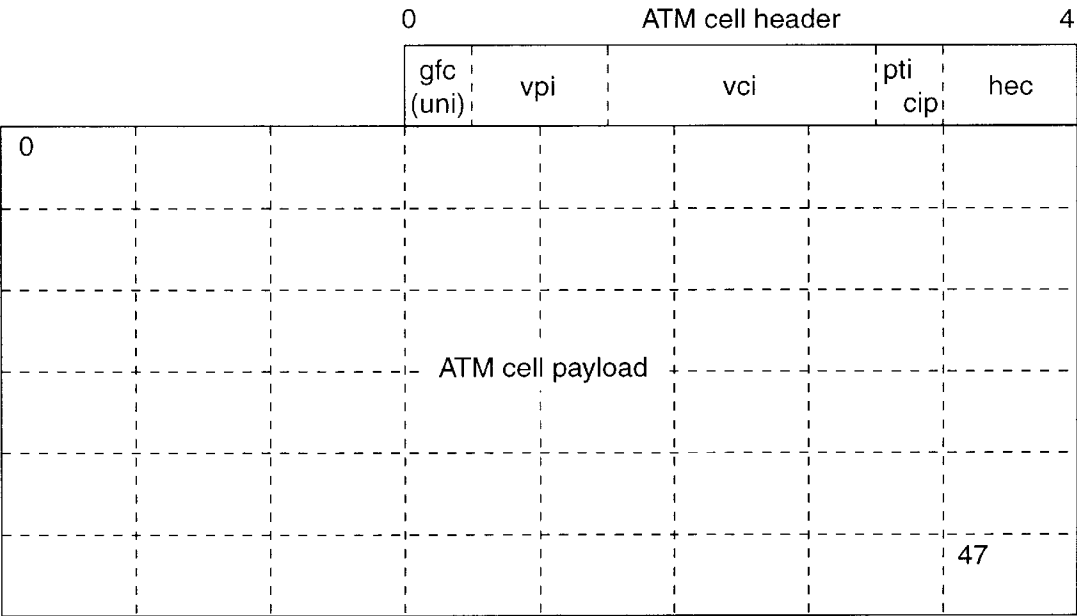 0 ATM cell header 4
gfc
(uni)
vpi
vci
pti
cip
hec
0
ATM cell payload
47